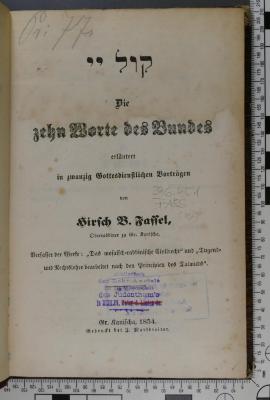 קול יי
Die
zehn Worte des Bundes
erläutert
in zwanzig Gottesdienstlichen Vorträgen
von
Hirsch B. Fassel,
Oberrabbiner zu Gr. Kanischa.
Verfasser der Werke: „Das mosaisch-rabbinische Civilrecht“ und „Tugend-
und Rechtslehre bearbeitet nach den Principien des Talmuds“.
des Judenthums
Gr. Kanischa, 1854.
Gedruckt bei J. Markbreiter.